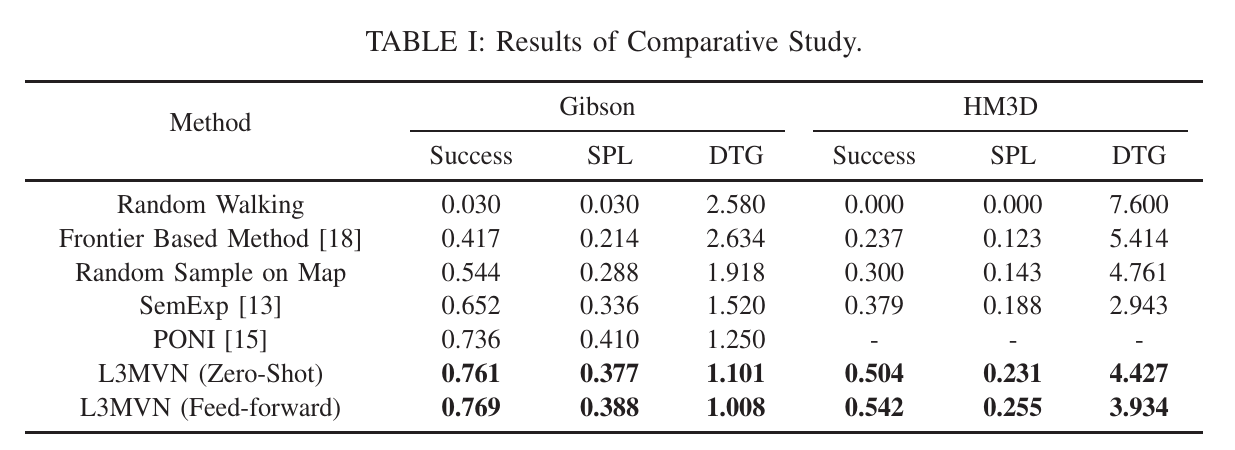 TABLE I: Results of Comparative Study.
Method Gibson HM3D
Success SPL DTG Success SPL DTG
Random Walking 0.030 0.030 2.580 0.000 0.000 7.600
Frontier Based Method [18] 0.417 0.214 2.634 0.237 0.123 5.414
Random Sample on Map 0.544 0.288 1.918 0.300 0.143 4.761
SemExp [13] 0.652 0.336 1.520 0.379 0.188 2.943
PONI [15] 0.736 0.410 1.250 - - -
L3MVN (Zero-Shot) 0.761 0.377 1.101 0.504 0.231 4.427
L3MVN (Feed-forward) 0.769 0.388 1.008 0.542 0.255 3.934